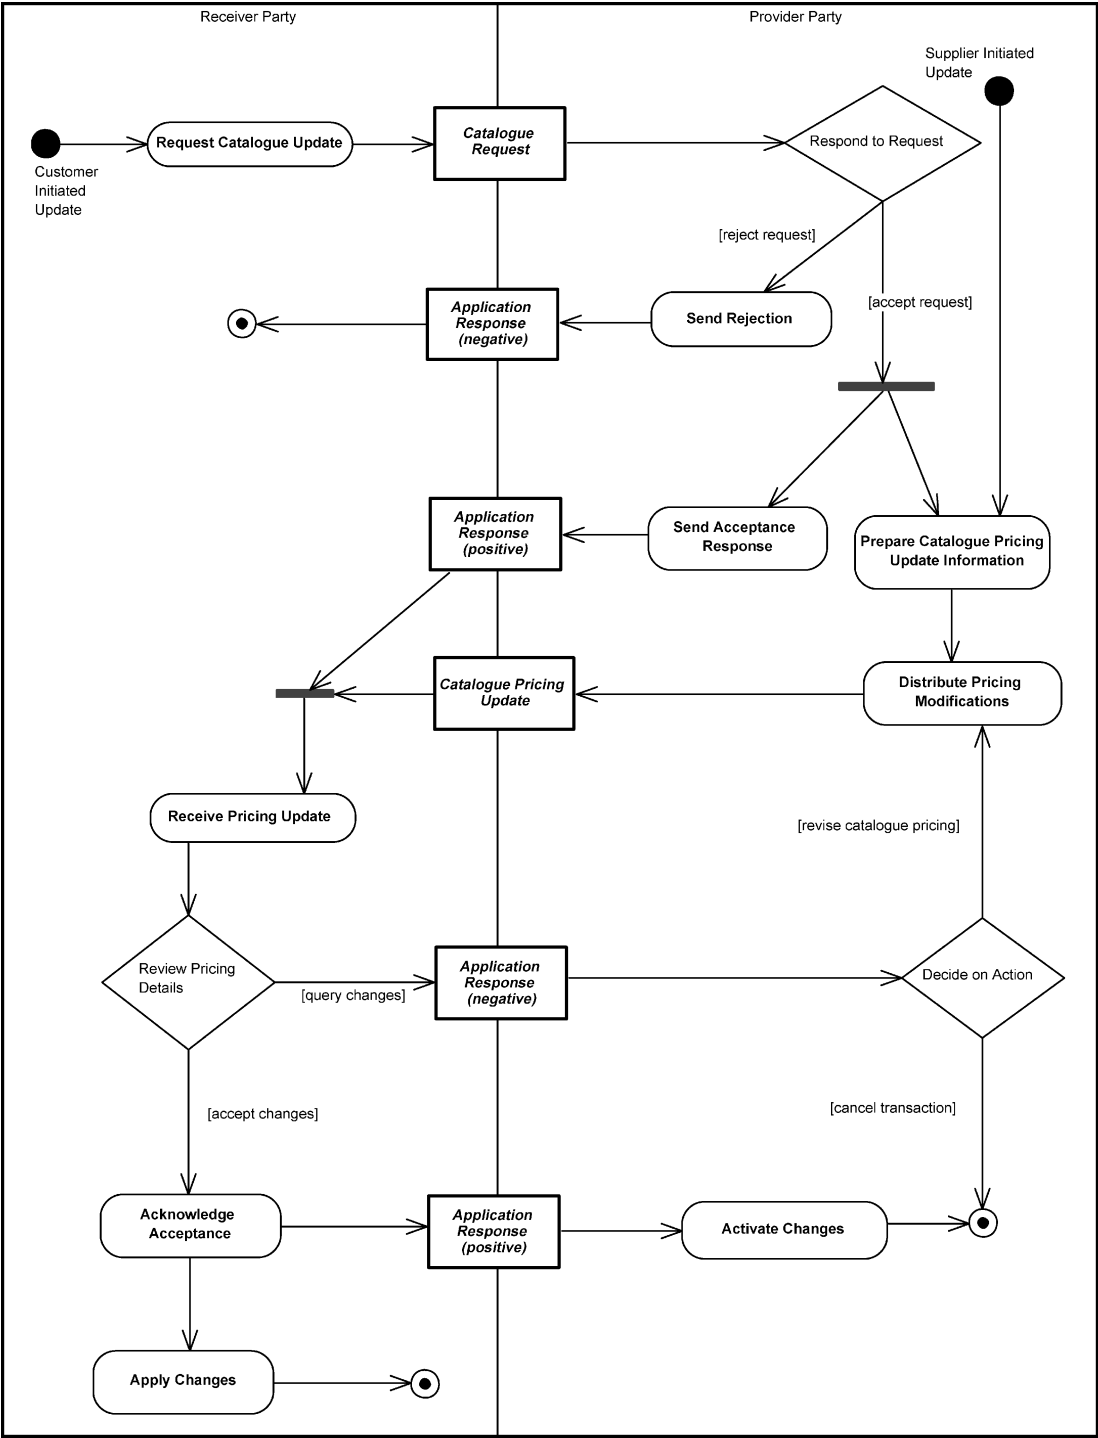 Receiver Party
Provider Party
Supplier Initiated
Update
Customer
Initiated
Update
Request Catalogue Update
Catalogue
Request
Respond to Request
[reject request]
[accept request]
Application
Response
(negative)
Send Rejection
Application
Response
(positive)
Send Acceptance
Response
Prepare Catalogue Pricing
Update Information
Catalogue Pricing
Update
Distribute Pricing
Modifications
Receive Pricing Update
[revise catalogue pricing]
Review Pricing
Details
[query changes]
Application
Response
(negative)
Decide on Action
[accept changes]
[cancel transaction]
Acknowledge
Acceptance
Application
Response
(positive)
Activate Changes
Apply Changes